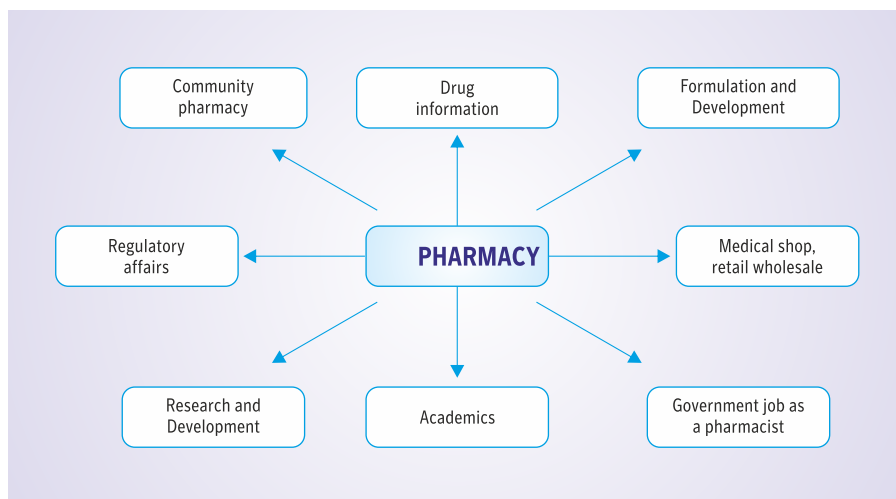 Community
pharmacy
Drug
information
Formulation and
Development
Regulatory
affairs
PHARMACY
Medical shop,
retail wholesale
Research and
Development
Academics
Government job as
a pharmacist